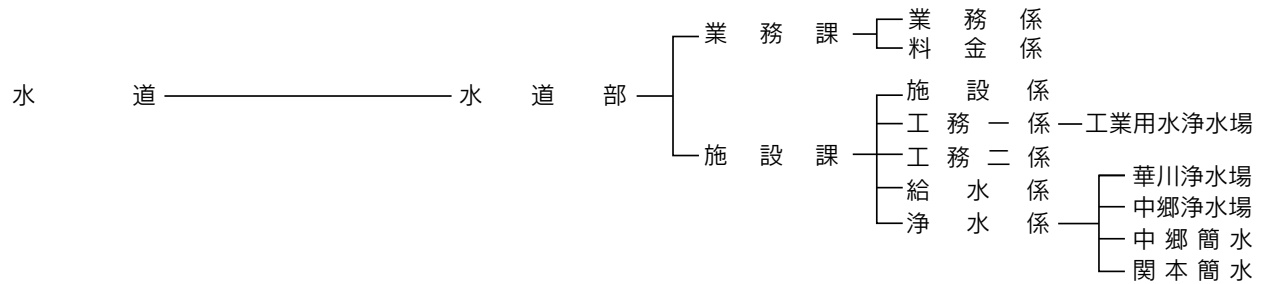 水道
水道部
業務課
業務係
料金係
施設課
施設係
工務一係
工業用水浄水場
工務二係
給水係
浄水係
華川浄水場
中郷浄水場
中郷簡水
関本簡水